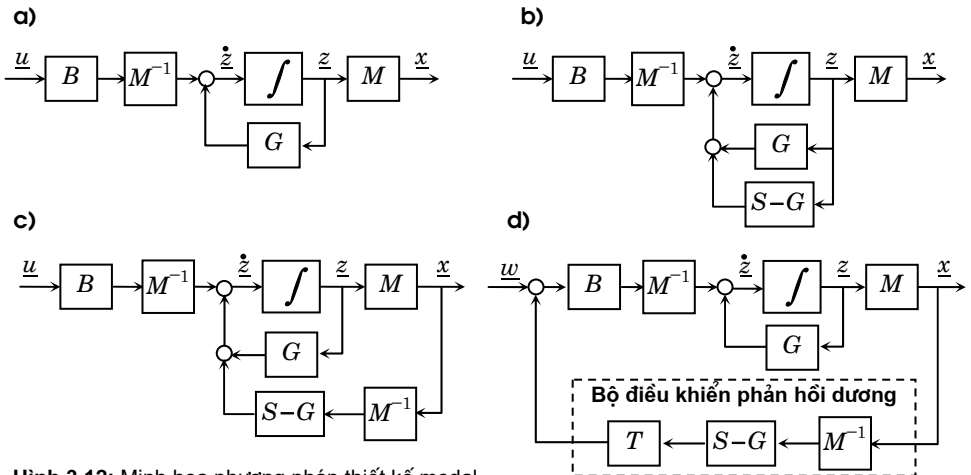 a)
u B M⁻¹ ż ∫ z M x
G
b)
u B M⁻¹ ż ∫ z M x
G
S−G
c)
u B M⁻¹ ż ∫ z M x
G
S−G M⁻¹
d)
w B M⁻¹ ż ∫ z M x
G
Bộ điều khiển phản hồi dương
T S−G M⁻¹
Hình 3.12: Minh họa phương pháp thiết kế modal